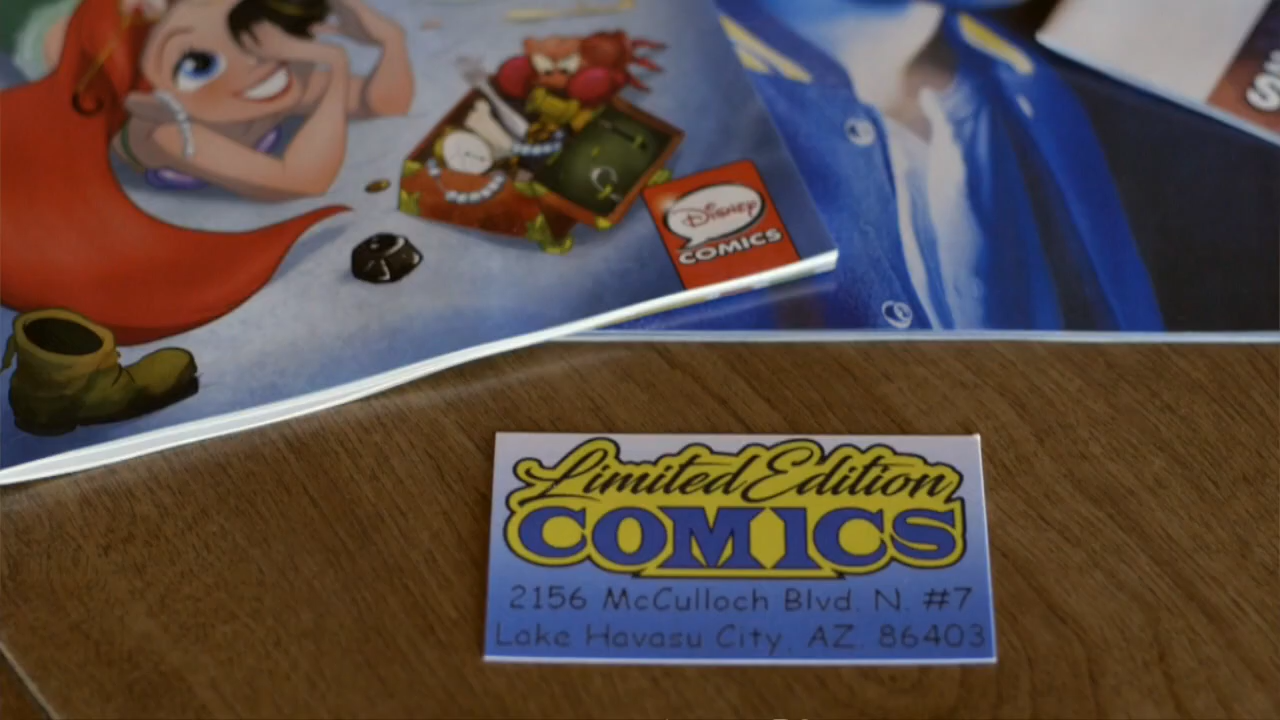 Disney
COMICS
Limited Edition
COMICS
2156 McCulloch Blvd. N. #7
Lake Havasu City, AZ. 86403